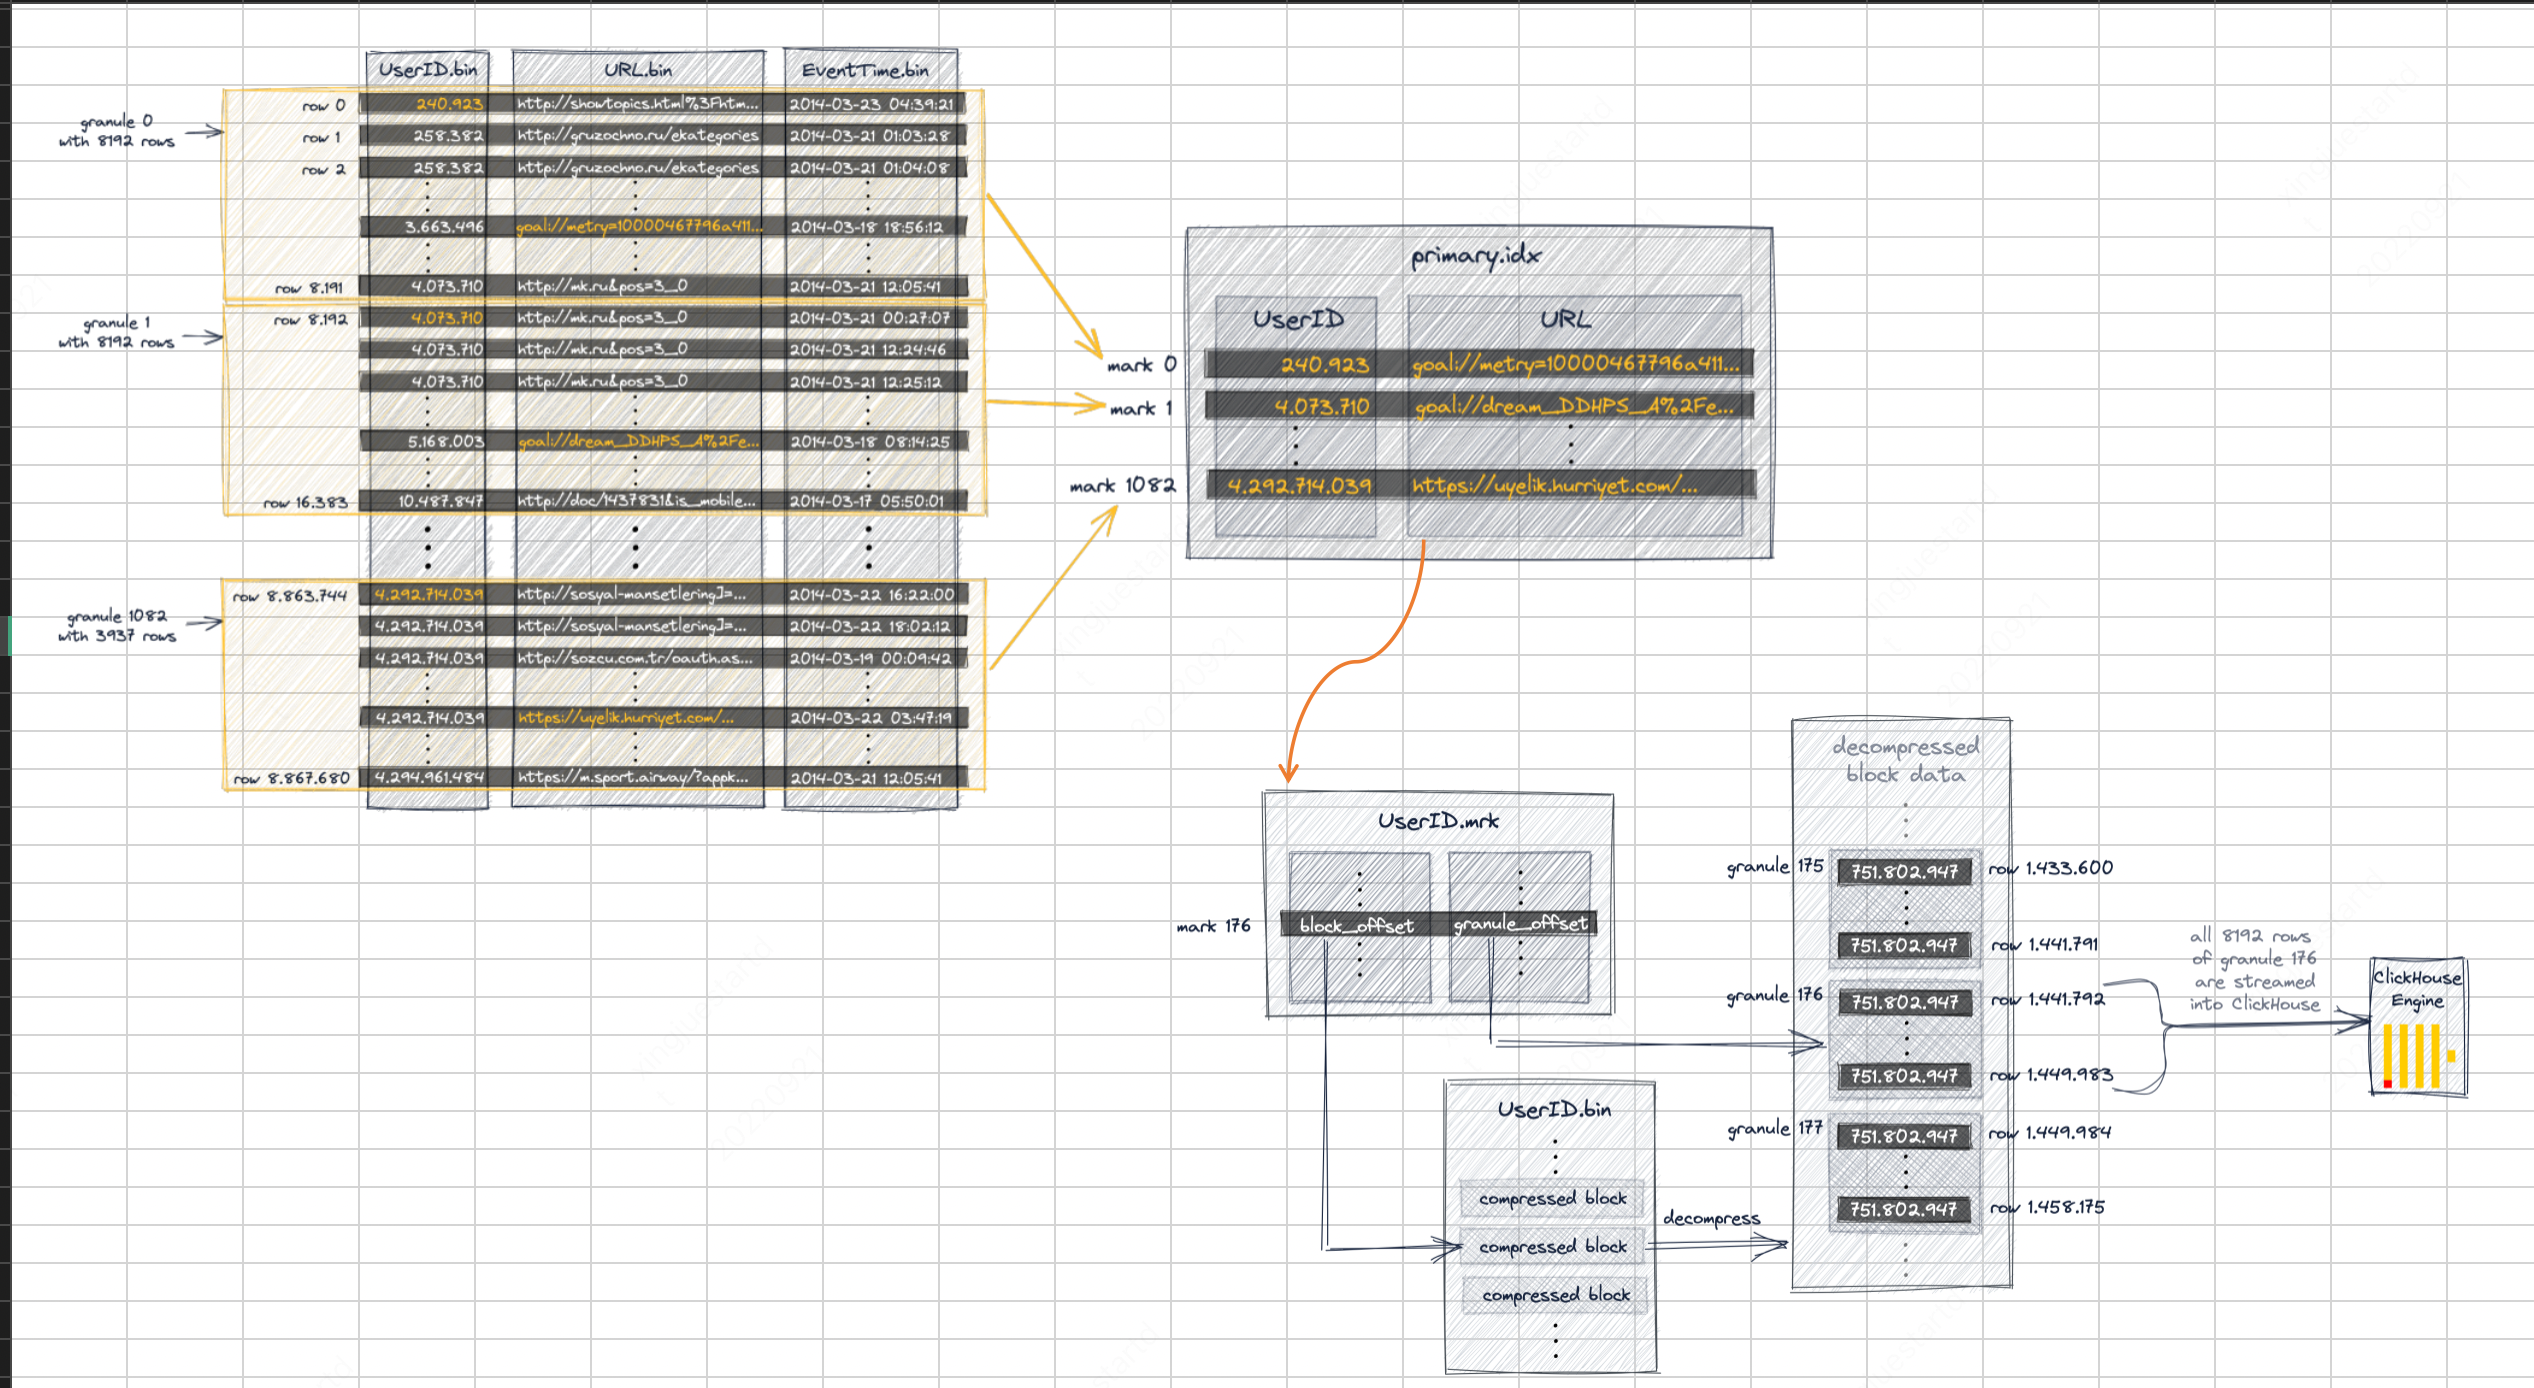 UserID.bin URL.bin EventTime.bin
granule 0
with 8192 rows
row 0 240.923 http://showtopics.html%3Fhtm... 2014-03-23 04:39:21
row 1 258.382 http://gruzochno.ru/ekategories 2014-03-21 01:03:28
row 2 258.382 http://gruzochno.ru/ekategories 2014-03-21 01:04:08
3.663.496 goal://metry=10000467796a411... 2014-03-18 18:56:12
row 8.191 4.073.710 http://mk.ru&pos=3_0 2014-03-21 12:05:41
granule 1
with 8192 rows
row 8.192 4.073.710 http://mk.ru&pos=3_0 2014-03-21 00:27:07
4.073.710 http://mk.ru&pos=3_0 2014-03-21 12:24:46
4.073.710 http://mk.ru&pos=3_0 2014-03-21 12:25:12
5.168.003 goal://dream_DDHPS_A%2Fe... 2014-03-18 08:14:25
row 16.383 10.487.847 http://doc/1437831&is_mobile... 2014-03-17 05:50:01
granule 1082
with 3937 rows
row 8.863.744 4.292.714.039 http://sosyal-mansetlering]=... 2014-03-22 16:22:00
4.292.714.039 http://sosyal-mansetlering]=... 2014-03-22 18:02:12
4.292.714.039 http://sozcu.com.tr/oauth.as... 2014-03-19 00:09:42
4.292.714.039 https://uyelik.hurriyet.com/... 2014-03-22 03:47:19
row 8.867.680 4.294.961.484 https://m.sport.airway/?appk... 2014-03-21 12:05:41
primary.idx
UserID URL
mark 0 240.923 goal://metry=10000467796a411...
mark 1 4.073.710 goal://dream_DDHPS_A%2Fe...
mark 1082 4.292.714.039 https://uyelik.hurriyet.com/...
UserID.mrk
mark 176 block_offset granule_offset
UserID.bin
compressed block
compressed block
compressed block
decompress
decompressed
block data
granule 175 751.802.947 row 1.433.600
751.802.947 row 1.441.791
granule 176 751.802.947 row 1.441.792
751.802.947 row 1.449.983
granule 177 751.802.947 row 1.449.984
751.802.947 row 1.458.175
all 8192 rows
of granule 176
are streamed
into ClickHouse
ClickHouse
Engine